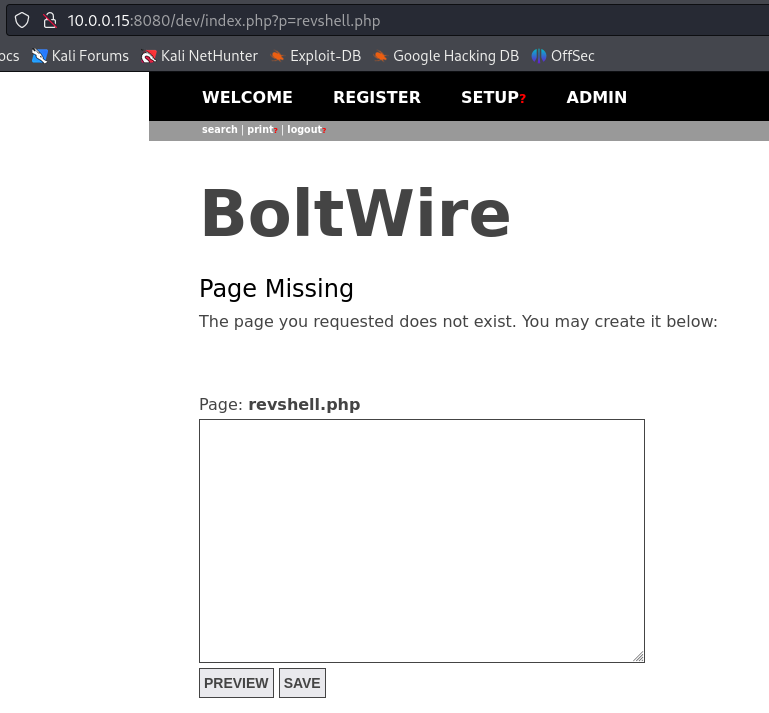 10.0.0.15:8080/dev/index.php?p=revshell.php
ocs Kali Forums Kali NetHunter Exploit-DB Google Hacking DB OffSec
WELCOME REGISTER SETUP? ADMIN
search | print? | logout?
BoltWire
Page Missing
The page you requested does not exist. You may create it below:
Page: revshell.php
PREVIEW SAVE